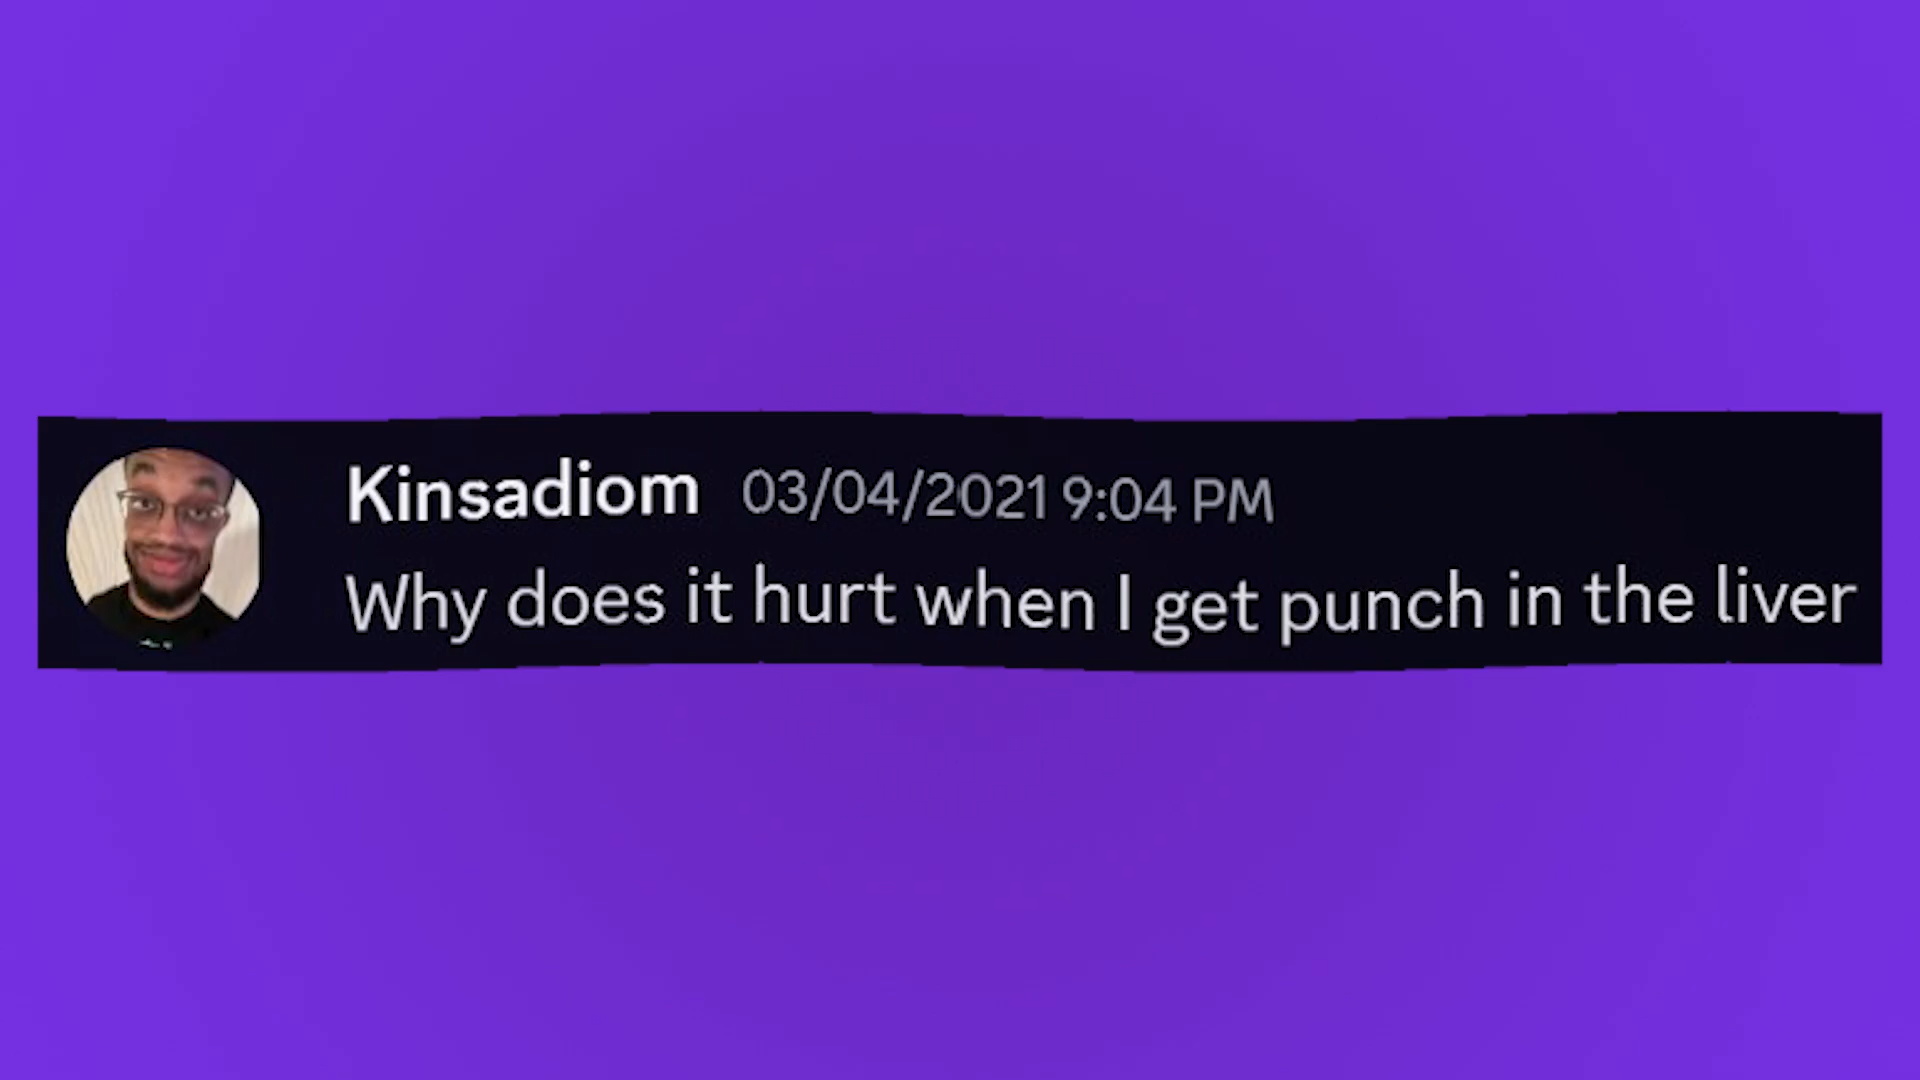 Kinsadiom 03/04/2021 9:04 PM
Why does it hurt when I get punch in the liver